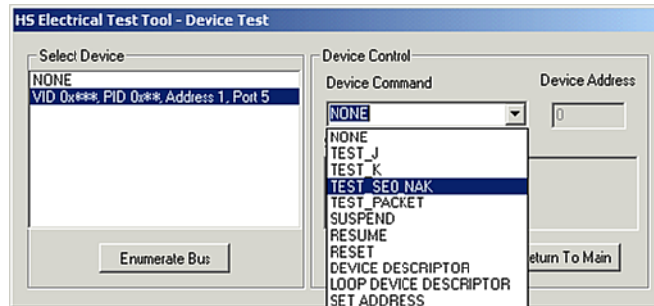 HS Electrical Test Tool - Device Test
Select Device
NONE
VID 0x***, PID 0x**, Address 1, Port 5
Enumerate Bus
Device Control
Device Command
Device Address
NONE
0
NONE
TEST_J
TEST_K
TEST_SE0_NAK
TEST_PACKET
SUSPEND
RESUME
RESET
DEVICE DESCRIPTOR
LOOP DEVICE DESCRIPTOR
SET ADDRESS
eturn To Main